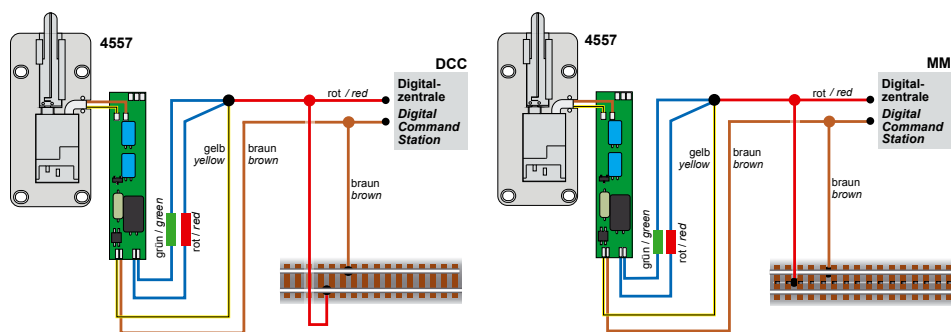 4557
DCC
Digital-
zentrale
Digital
Command
Station
rot / red
gelb
yellow
braun
brown
braun
brown
grün / green
rot / red
4557
MM
Digital-
zentrale
Digital
Command
Station
rot / red
gelb
yellow
braun
brown
braun
brown
grün / green
rot / red